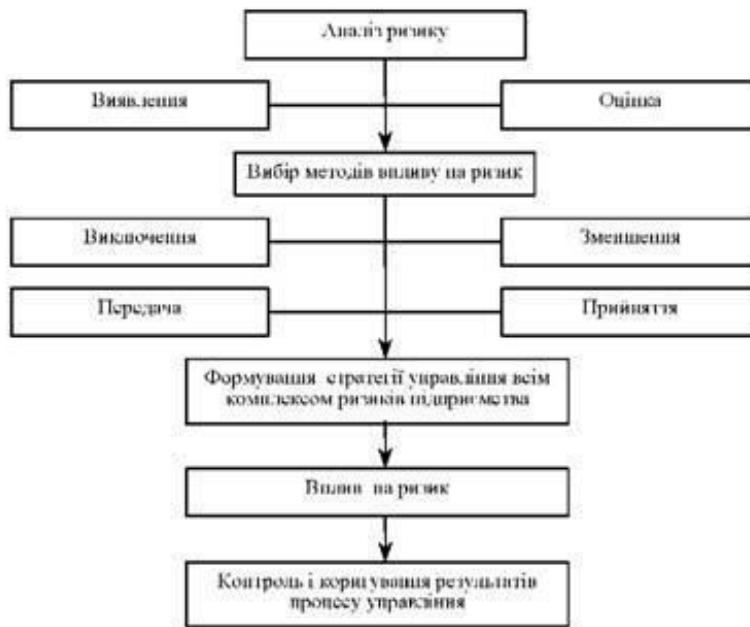 Аналіз ризику
Виявлення
Оцінка
Вибір методів впливу на ризик
Виключення
Зменшення
Передача
Прийняття
Формування стратегії управління всім
комплексом ризиків підприємства
Вплив на ризик
Контроль і коригування результатів
процесу управління